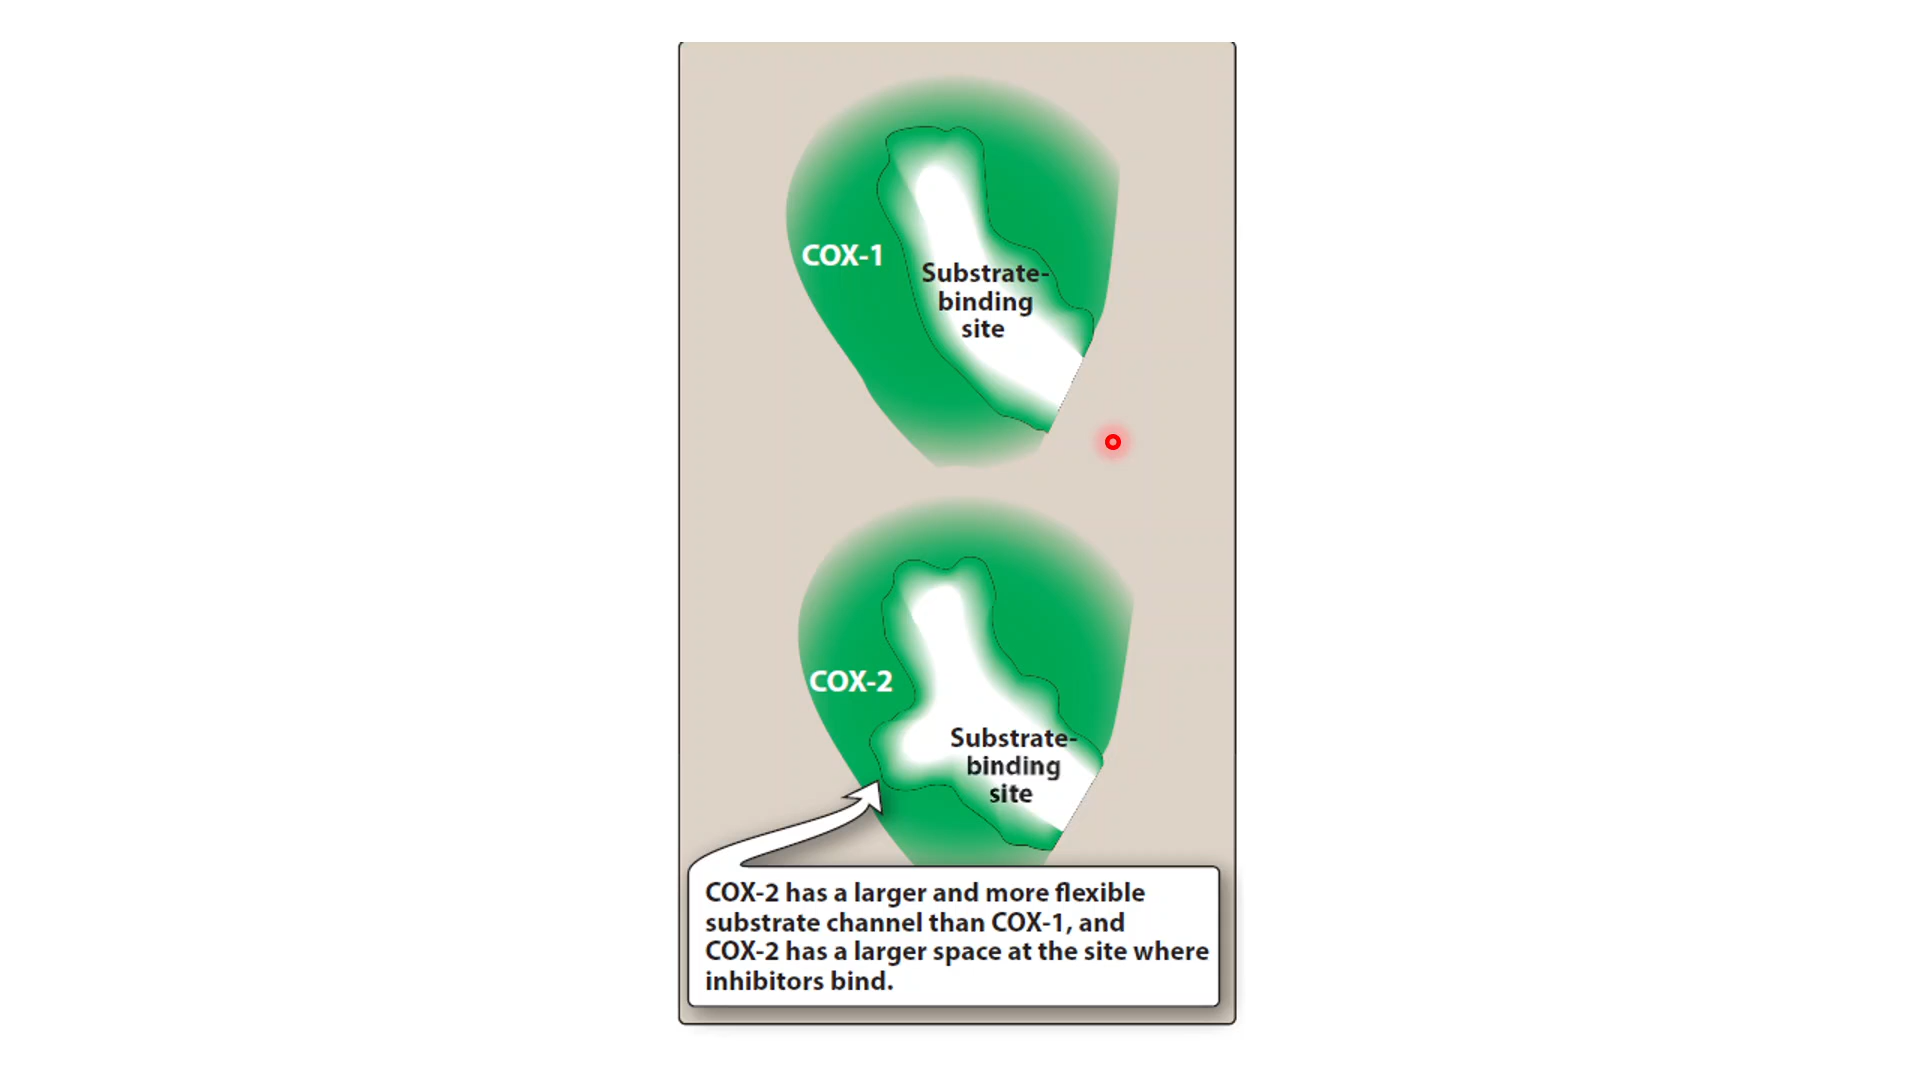 COX-1
Substrate-
binding
site
COX-2
Substrate-
binding
site
COX-2 has a larger and more flexible
substrate channel than COX-1, and
COX-2 has a larger space at the site where
inhibitors bind.